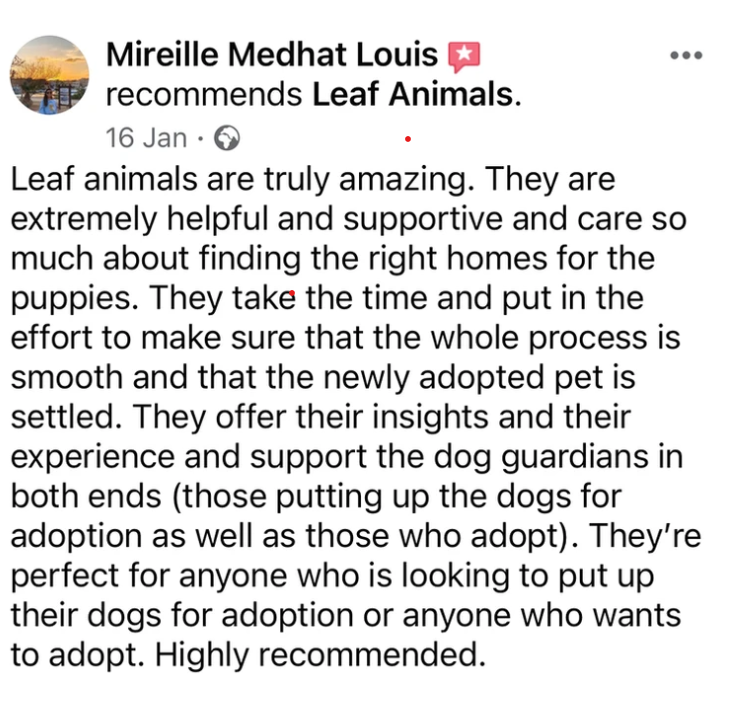 Mireille Medhat Louis
recommends Leaf Animals.
16 Jan ·
Leaf animals are truly amazing. They are
extremely helpful and supportive and care so
much about finding the right homes for the
puppies. They take the time and put in the
effort to make sure that the whole process is
smooth and that the newly adopted pet is
settled. They offer their insights and their
experience and support the dog guardians in
both ends (those putting up the dogs for
adoption as well as those who adopt). They're
perfect for anyone who is looking to put up
their dogs for adoption or anyone who wants
to adopt. Highly recommended.